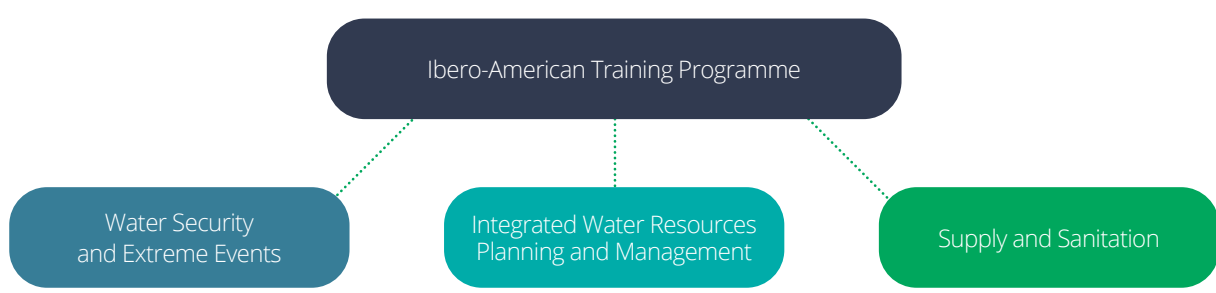 Ibero-American Training Programme
Water Security
and Extreme Events
Integrated Water Resources
Planning and Management
Supply and Sanitation